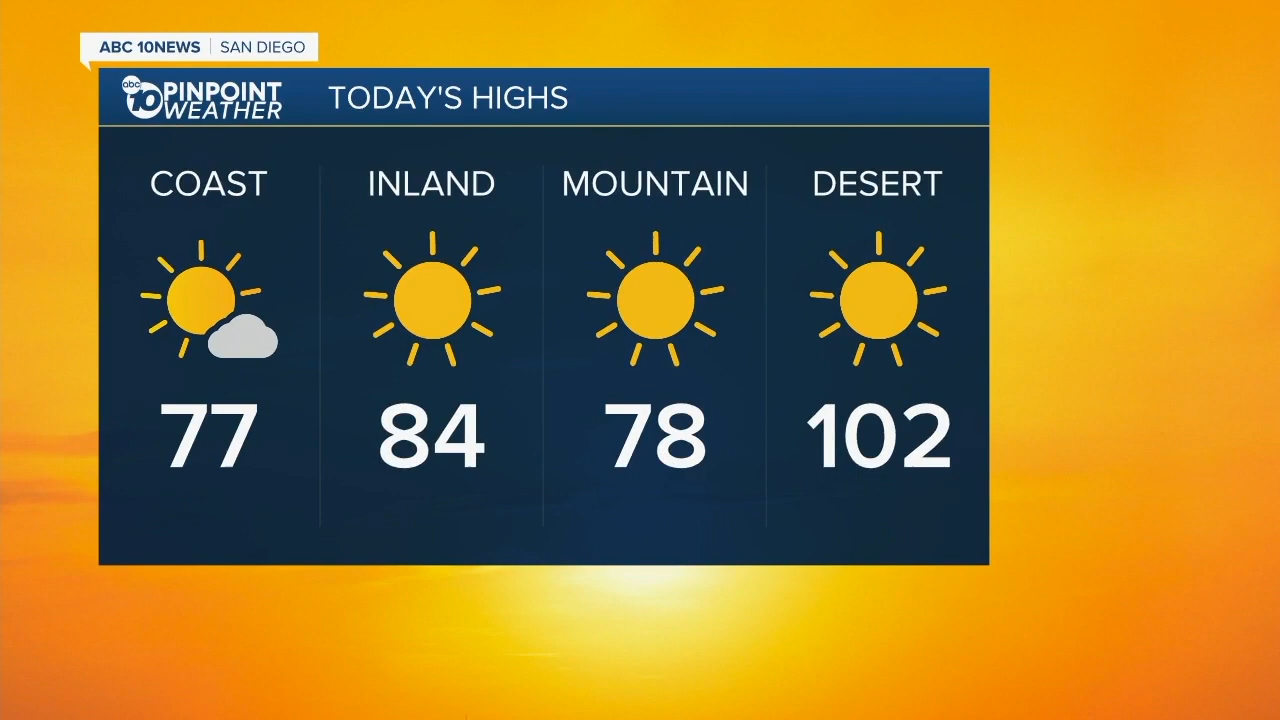 ABC 10NEWS | SAN DIEGO
abc 10 PINPOINT WEATHER
TODAY'S HIGHS
COAST INLAND MOUNTAIN DESERT
77 84 78 102